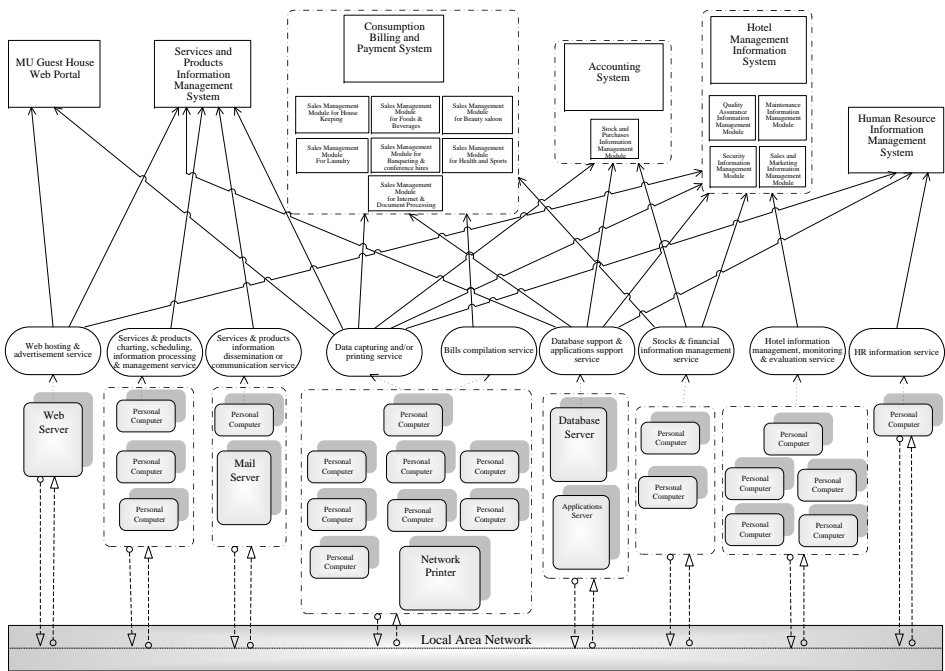 MU Guest House
Web Portal
Services and
Products
Information
Management
System
Consumption
Billing and
Payment System
Sales Management
Module for House
Keeping
Sales Management
Module
for Foods &
Beverages
Sales Management
Module
for Beauty saloon
Sales Management
Module
For Laundry
Sales Management
Module for
Banqueting &
conference hires
Sales Management
Module
for Health and Sports
Sales Management
Module
for Internet &
Document Processing
Accounting
System
Stock and
Purchases
Information
Management
Module
Hotel
Management
Information
System
Quality
Assurance
Information
Management
Module
Maintenance
Information
Management
Module
Security
Information
Management
Module
Sales and
Marketing
Information
Management
Module
Human Resource
Information
Management
System
Web hosting &
advertisement service
Services & products
charting, scheduling,
information processing
& management service
Services & products
information
dissemination or
communication service
Data capturing and/or
printing service
Bills compilation service
Database support &
applications support
service
Stocks & financial
information management
service
Hotel information
management, monitoring
& evaluation service
HR information service
Web
Server
Personal
Computer
Personal
Computer
Personal
Computer
Personal
Computer
Mail
Server
Personal
Computer
Personal
Computer
Personal
Computer
Personal
Computer
Personal
Computer
Personal
Computer
Personal
Computer
Personal
Computer
Network
Printer
Database
Server
Applications
Server
Personal
Computer
Personal
Computer
Personal
Computer
Personal
Computer
Personal
Computer
Personal
Computer
Personal
Computer
Personal
Computer
Local Area Network